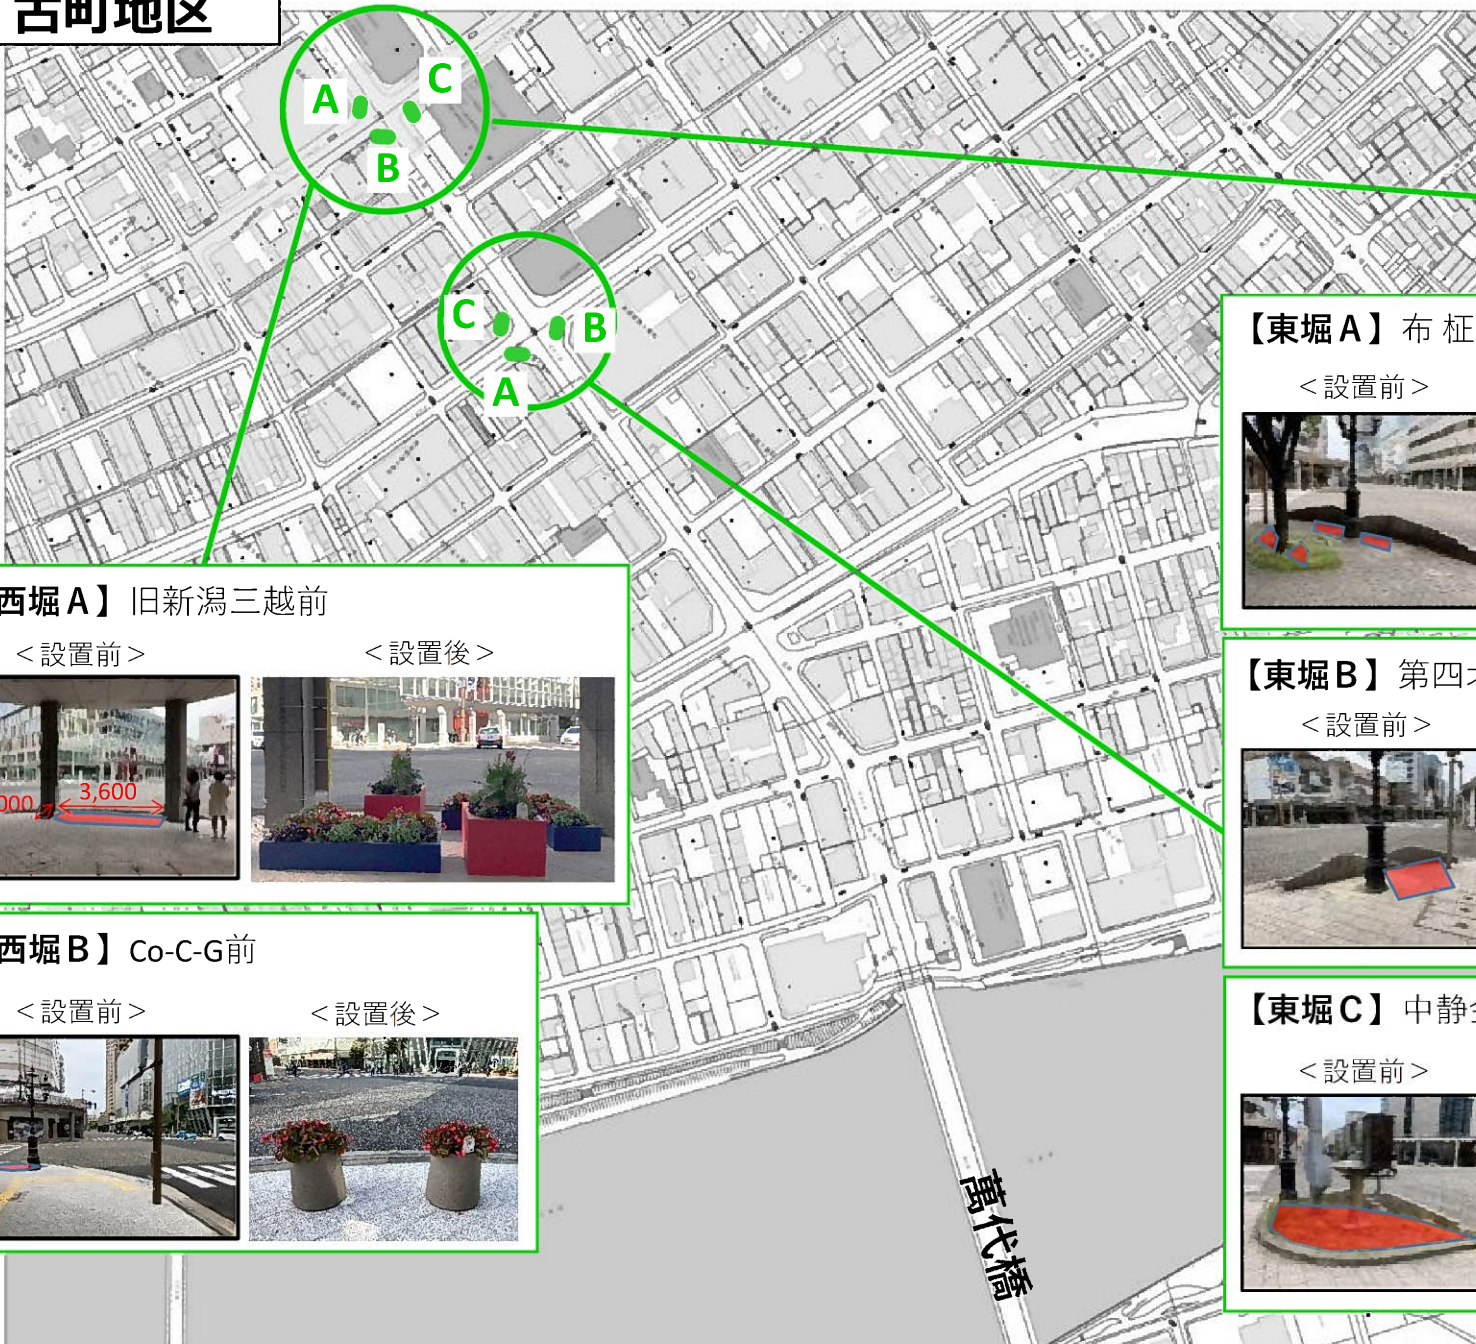 古町地区
A
C
B
C
B
A
【東堀A】布
<設置前>
西堀A】旧新潟三越前
<設置前>
<設置後>
3,600
000
【東堀B】第四
<設置前>
西堀B】Co-C-G前
<設置前>
<設置後>
【東堀C】中静
<設置前>
萬代橋